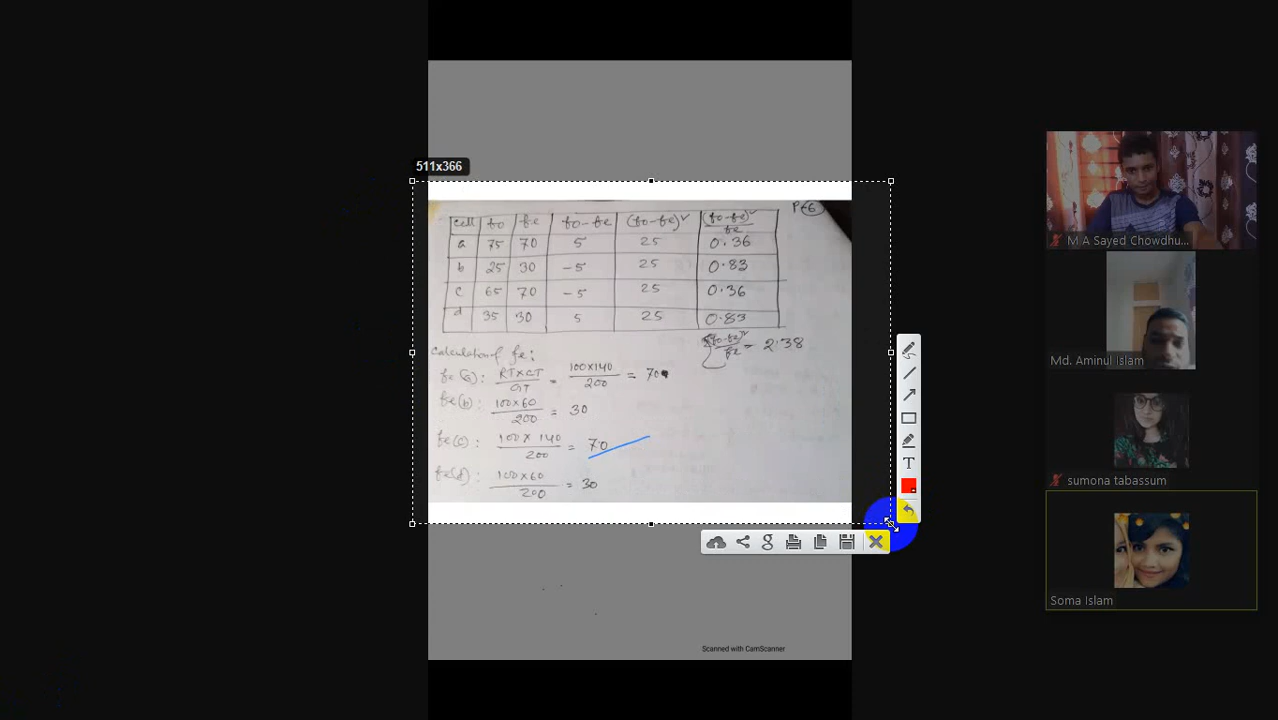 511x366
P-6
Cell fo fe fo-fe (fo-fe)² (fo-fe)²/fe
a 75 70 5 25 0.36
b 25 30 -5 25 0.83
c 65 70 -5 25 0.36
d 35 30 5 25 0.83
Σ(fo-fe)²/fe = 2.38
Calculation of fe:
fe(a): RT×CT/GT = 100×140/200 = 70
fe(b): 100×60/200 = 30
fe(c): 100×140/200 = 70
fe(d): 100×60/200 = 30
T
g
Scanned with CamScanner
M A Sayed Chowdhu...
Md. Aminul Islam
sumona tabassum
Soma Islam